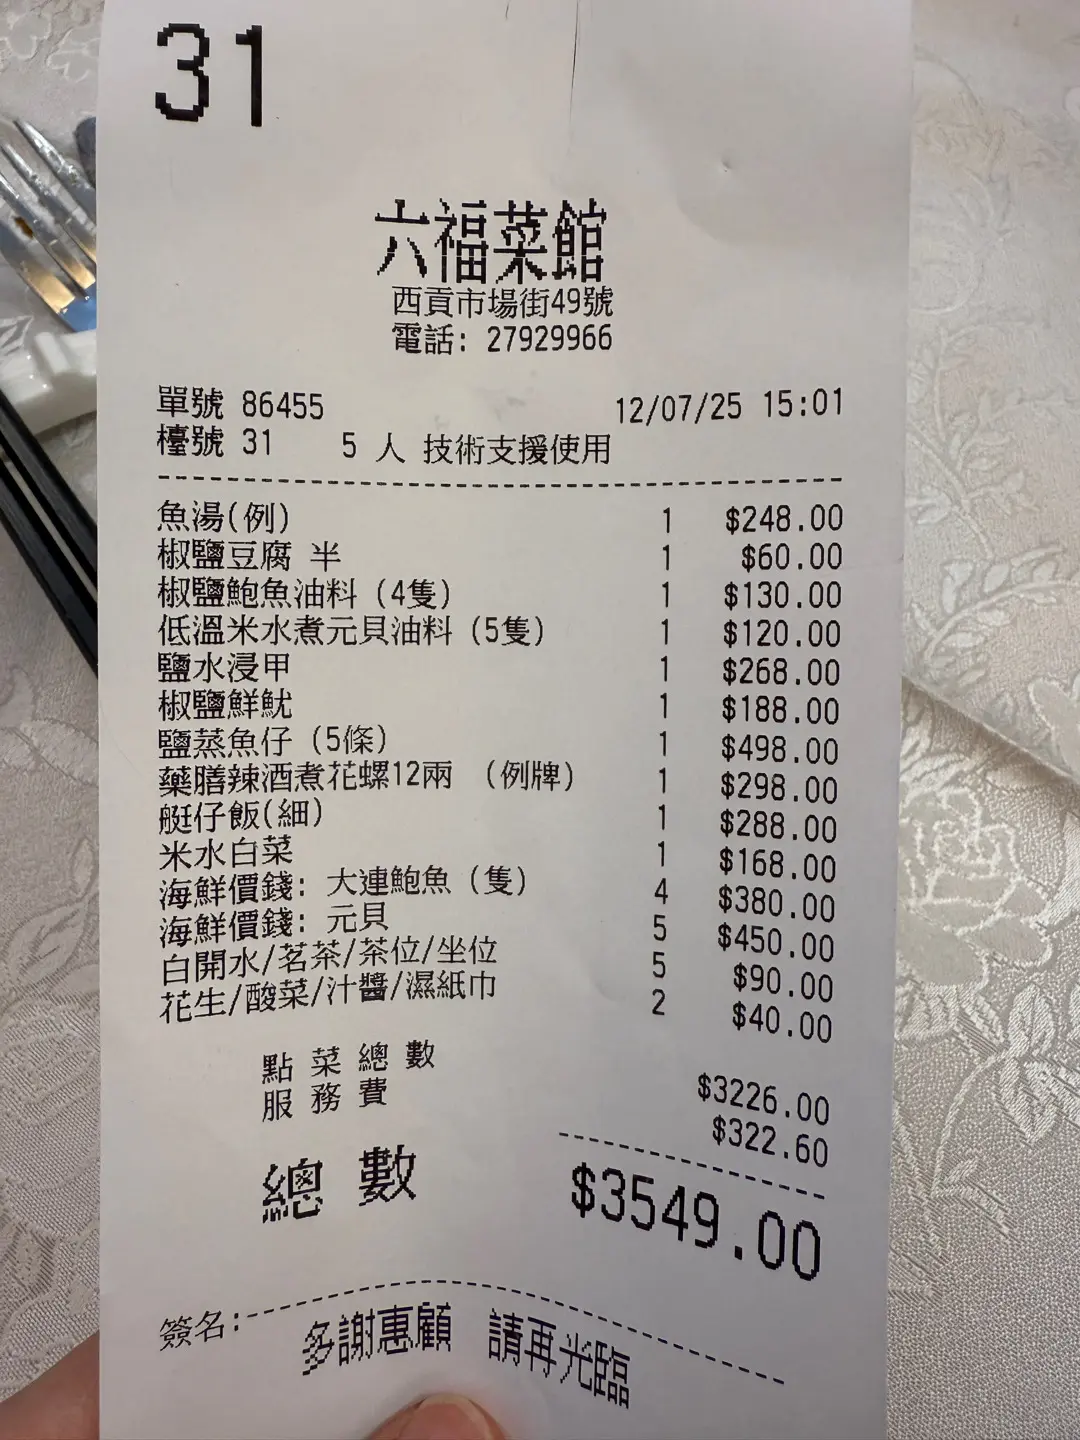 31
六福菜館
西貢市場街49號
電話: 27929966
單號 86455 12/07/25 15:01
檯號 31 5 人 技術支援使用
魚湯(例) 1 $248.00
椒鹽豆腐 半 1 $60.00
椒鹽鮑魚油料 (4隻) 1 $130.00
低溫米水煮元貝油料 (5隻) 1 $120.00
鹽水浸甲 1 $268.00
椒鹽鮮魷 1 $188.00
鹽蒸魚仔 (5條) 1 $498.00
藥膳辣酒煮花螺12兩 (例牌) 1 $298.00
艇仔飯(細) 1 $288.00
米水白菜 1 $168.00
海鮮價錢: 大連鮑魚 (隻) 4 $380.00
海鮮價錢: 元貝 5 $450.00
白開水/茗茶/茶位/坐位 5 $90.00
花生/酸菜/汁醬/濕紙巾 2 $40.00
點菜總數 $3226.00
服務費 $322.60
總數 $3549.00
簽名:
多謝惠顧 請再光臨